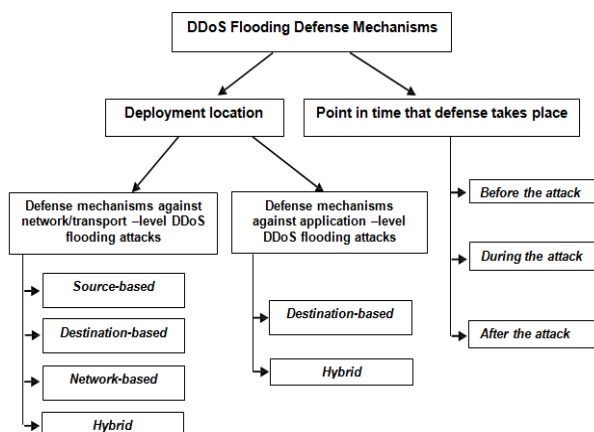 DDoS Flooding Defense Mechanisms
Deployment location
Point in time that defense takes place
Defense mechanisms against
network/transport –level DDoS
flooding attacks
Defense mechanisms
against application –level
DDoS flooding attacks
Before the attack
During the attack
After the attack
Source-based
Destination-based
Network-based
Hybrid
Destination-based
Hybrid